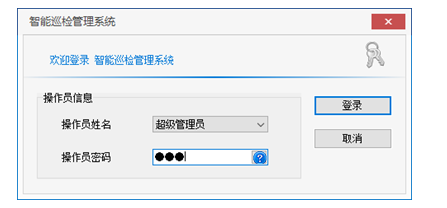 智能巡检管理系统
欢迎登录 智能巡检管理系统
操作员信息
操作员姓名 超级管理员
登录
操作员密码 ●●●
取消